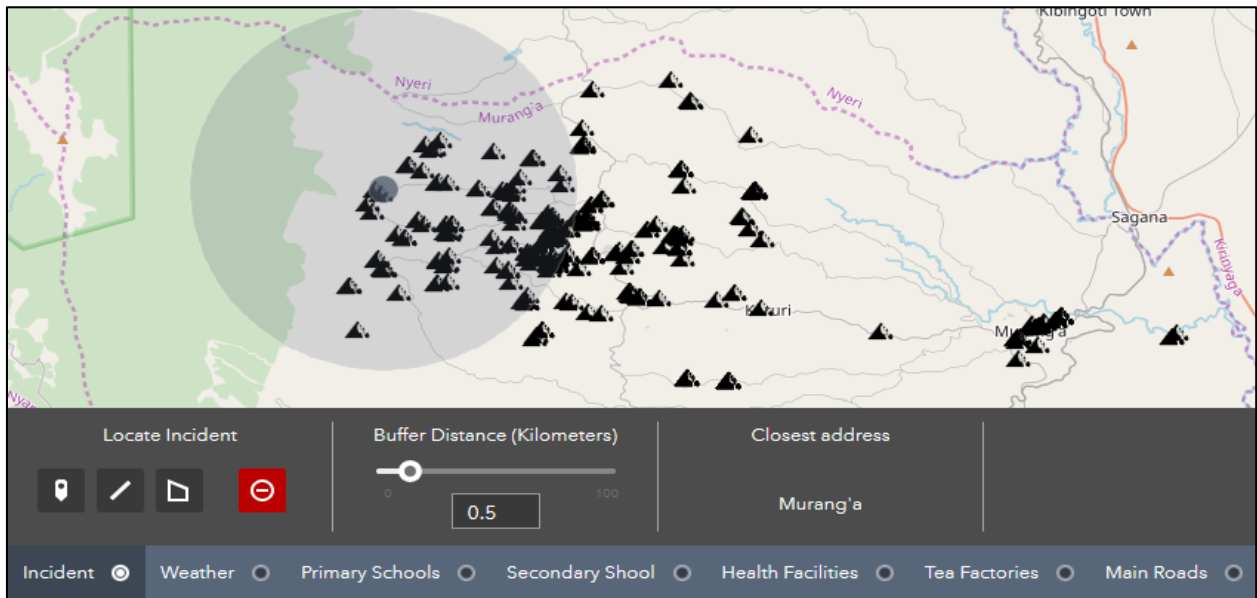 Kibingoti Town
Nyeri
Murang'a
Nyeri
Sagana
Kirinyaga
Murang'a
Locate Incident
Buffer Distance (Kilometers)
Closest address
0
100
0.5
Murang'a
Incident
Weather
Primary Schools
Secondary Shool
Health Facilities
Tea Factories
Main Roads